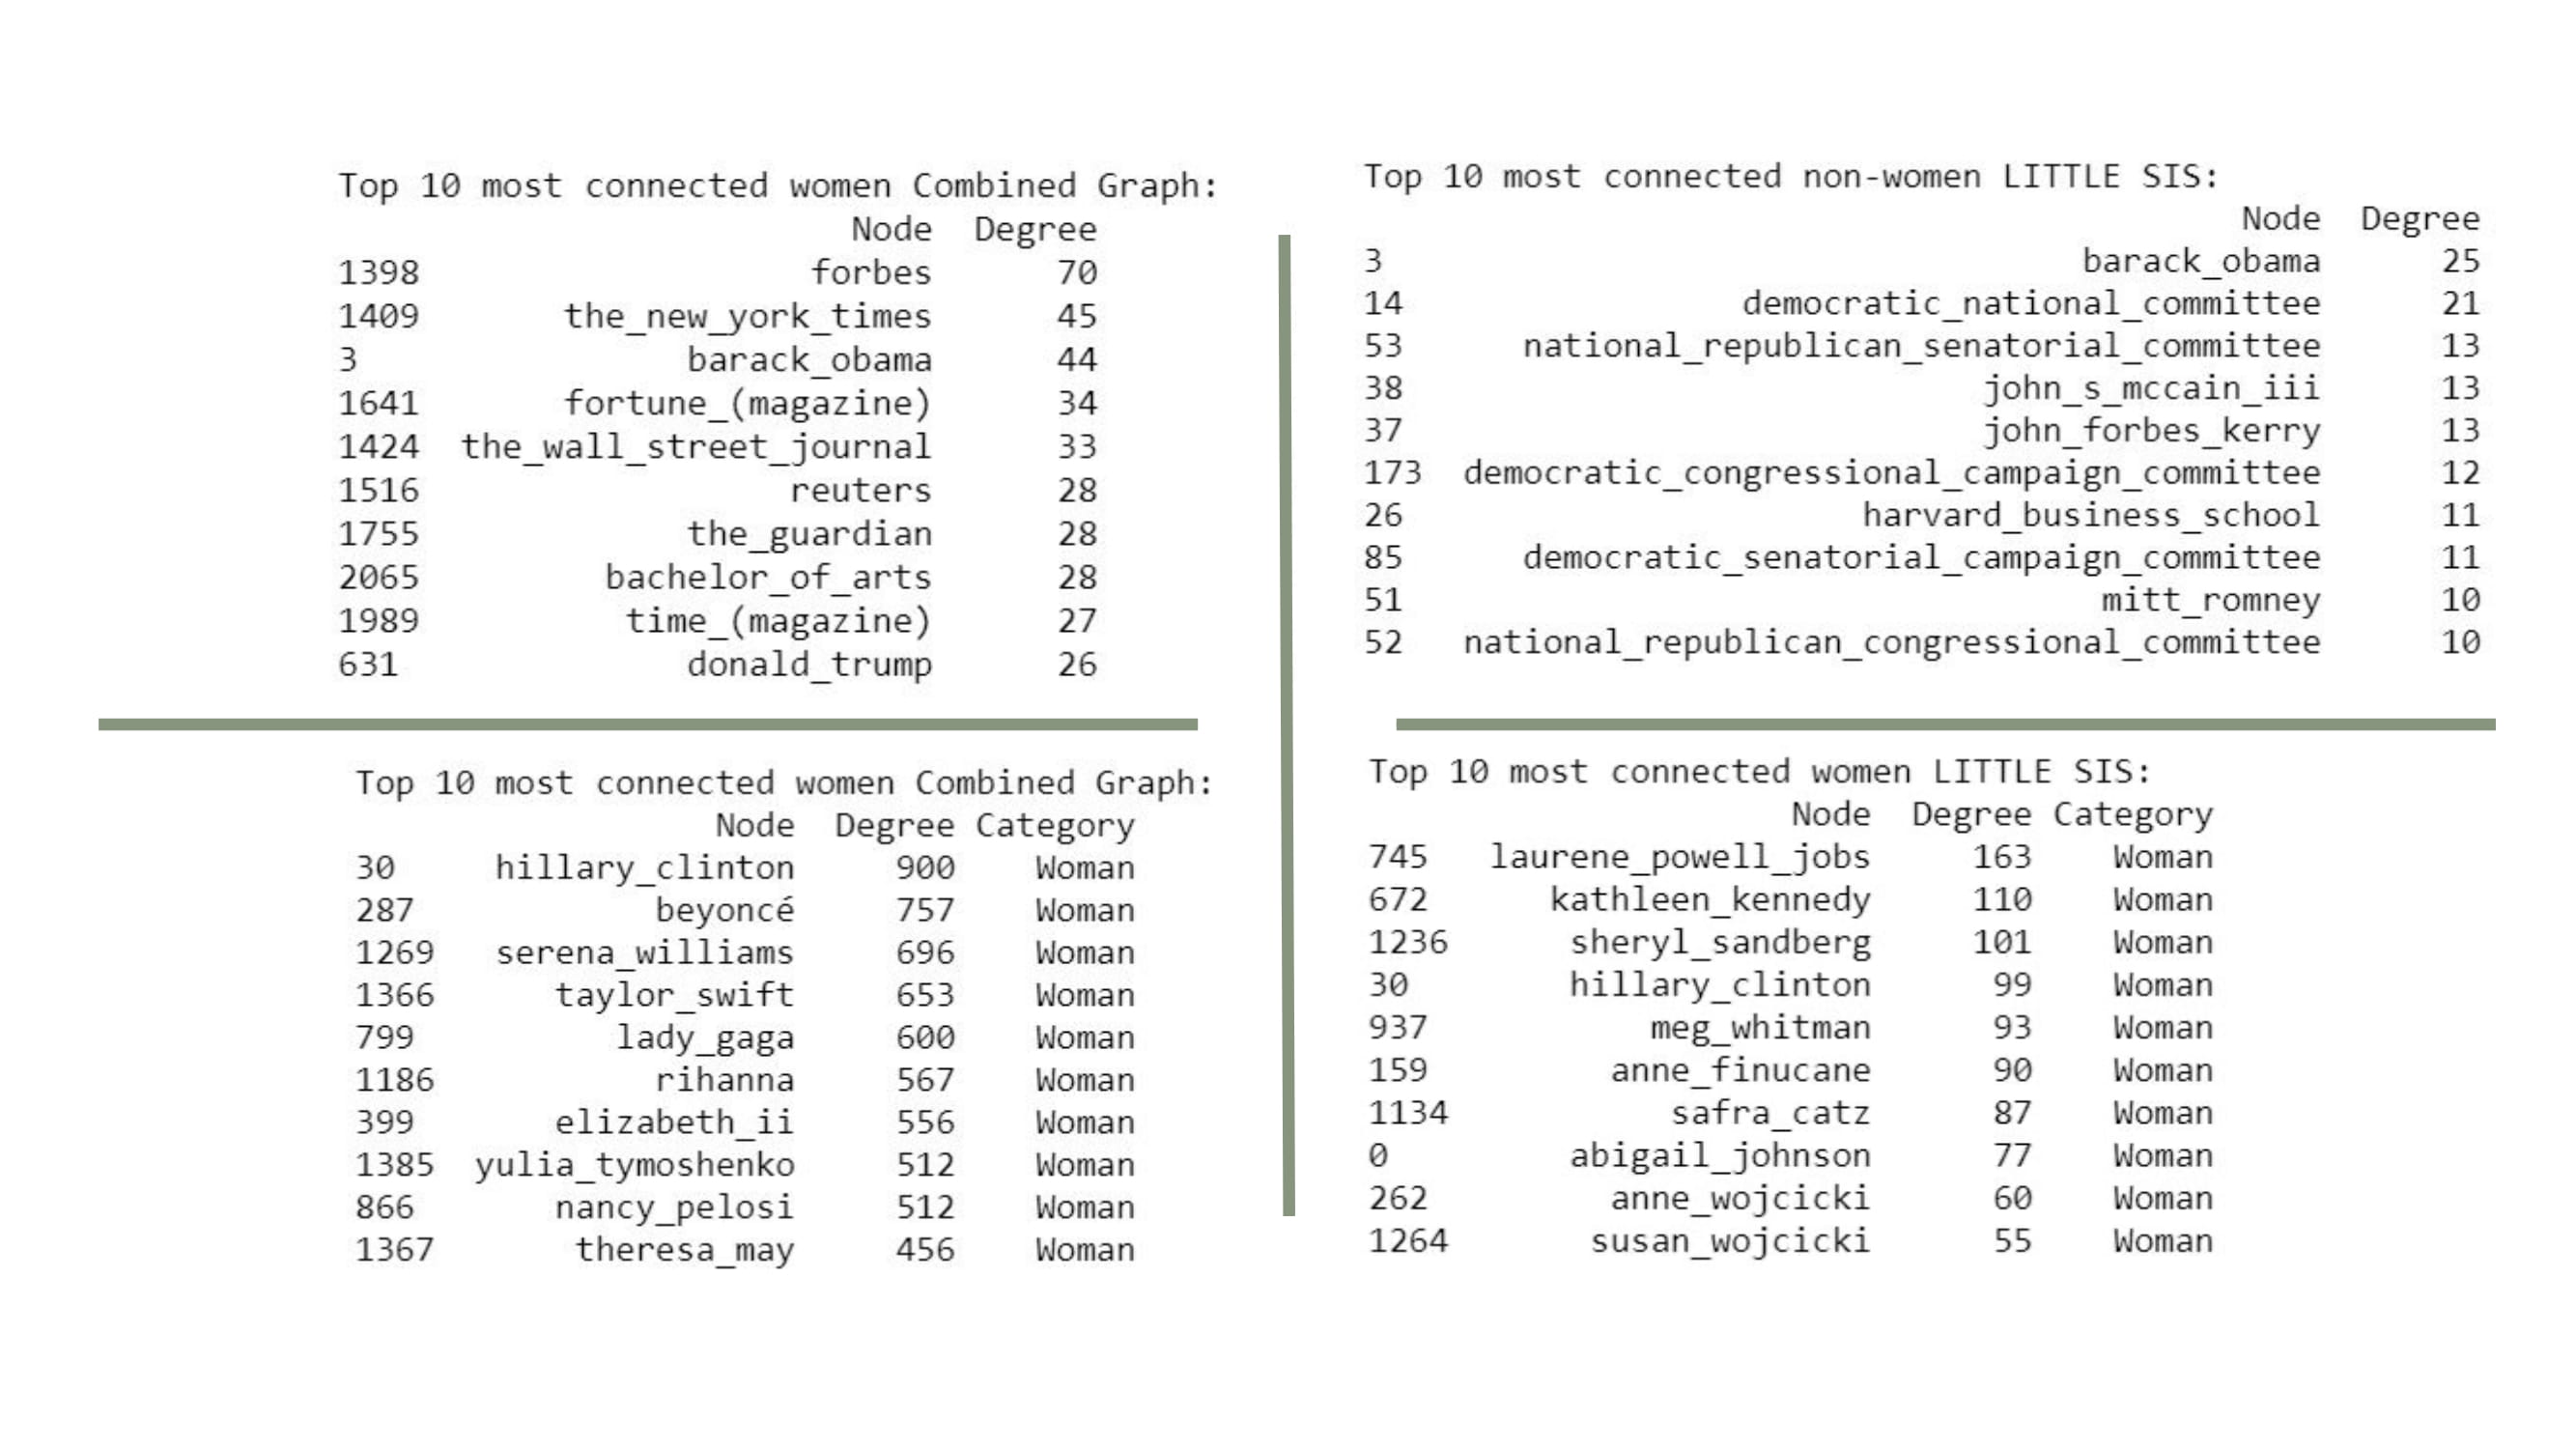 Top 10 most connected women Combined Graph:
Node Degree
1398 forbes 70
1409 the_new_york_times 45
3 barack_obama 44
1641 fortune_(magazine) 34
1424 the_wall_street_journal 33
1516 reuters 28
1755 the_guardian 28
2065 bachelor_of_arts 28
1989 time_(magazine) 27
631 donald_trump 26
Top 10 most connected non-women LITTLE SIS:
Node Degree
3 barack_obama 25
14 democratic_national_committee 21
53 national_republican_senatorial_committee 13
38 john_s_mccain_iii 13
37 john_forbes_kerry 13
173 democratic_congressional_campaign_committee 12
26 harvard_business_school 11
85 democratic_senatorial_campaign_committee 11
51 mitt_romney 10
52 national_republican_congressional_committee 10
Top 10 most connected women Combined Graph:
Node Degree Category
30 hillary_clinton 900 Woman
287 beyoncé 757 Woman
1269 serena_williams 696 Woman
1366 taylor_swift 653 Woman
799 lady_gaga 600 Woman
1186 rihanna 567 Woman
399 elizabeth_ii 556 Woman
1385 yulia_tymoshenko 512 Woman
866 nancy_pelosi 512 Woman
1367 theresa_may 456 Woman
Top 10 most connected women LITTLE SIS:
Node Degree Category
745 laurene_powell_jobs 163 Woman
672 kathleen_kennedy 110 Woman
1236 sheryl_sandberg 101 Woman
30 hillary_clinton 99 Woman
937 meg_whitman 93 Woman
159 anne_finucane 90 Woman
1134 safra_catz 87 Woman
0 abigail_johnson 77 Woman
262 anne_wojcicki 60 Woman
1264 susan_wojcicki 55 Woman